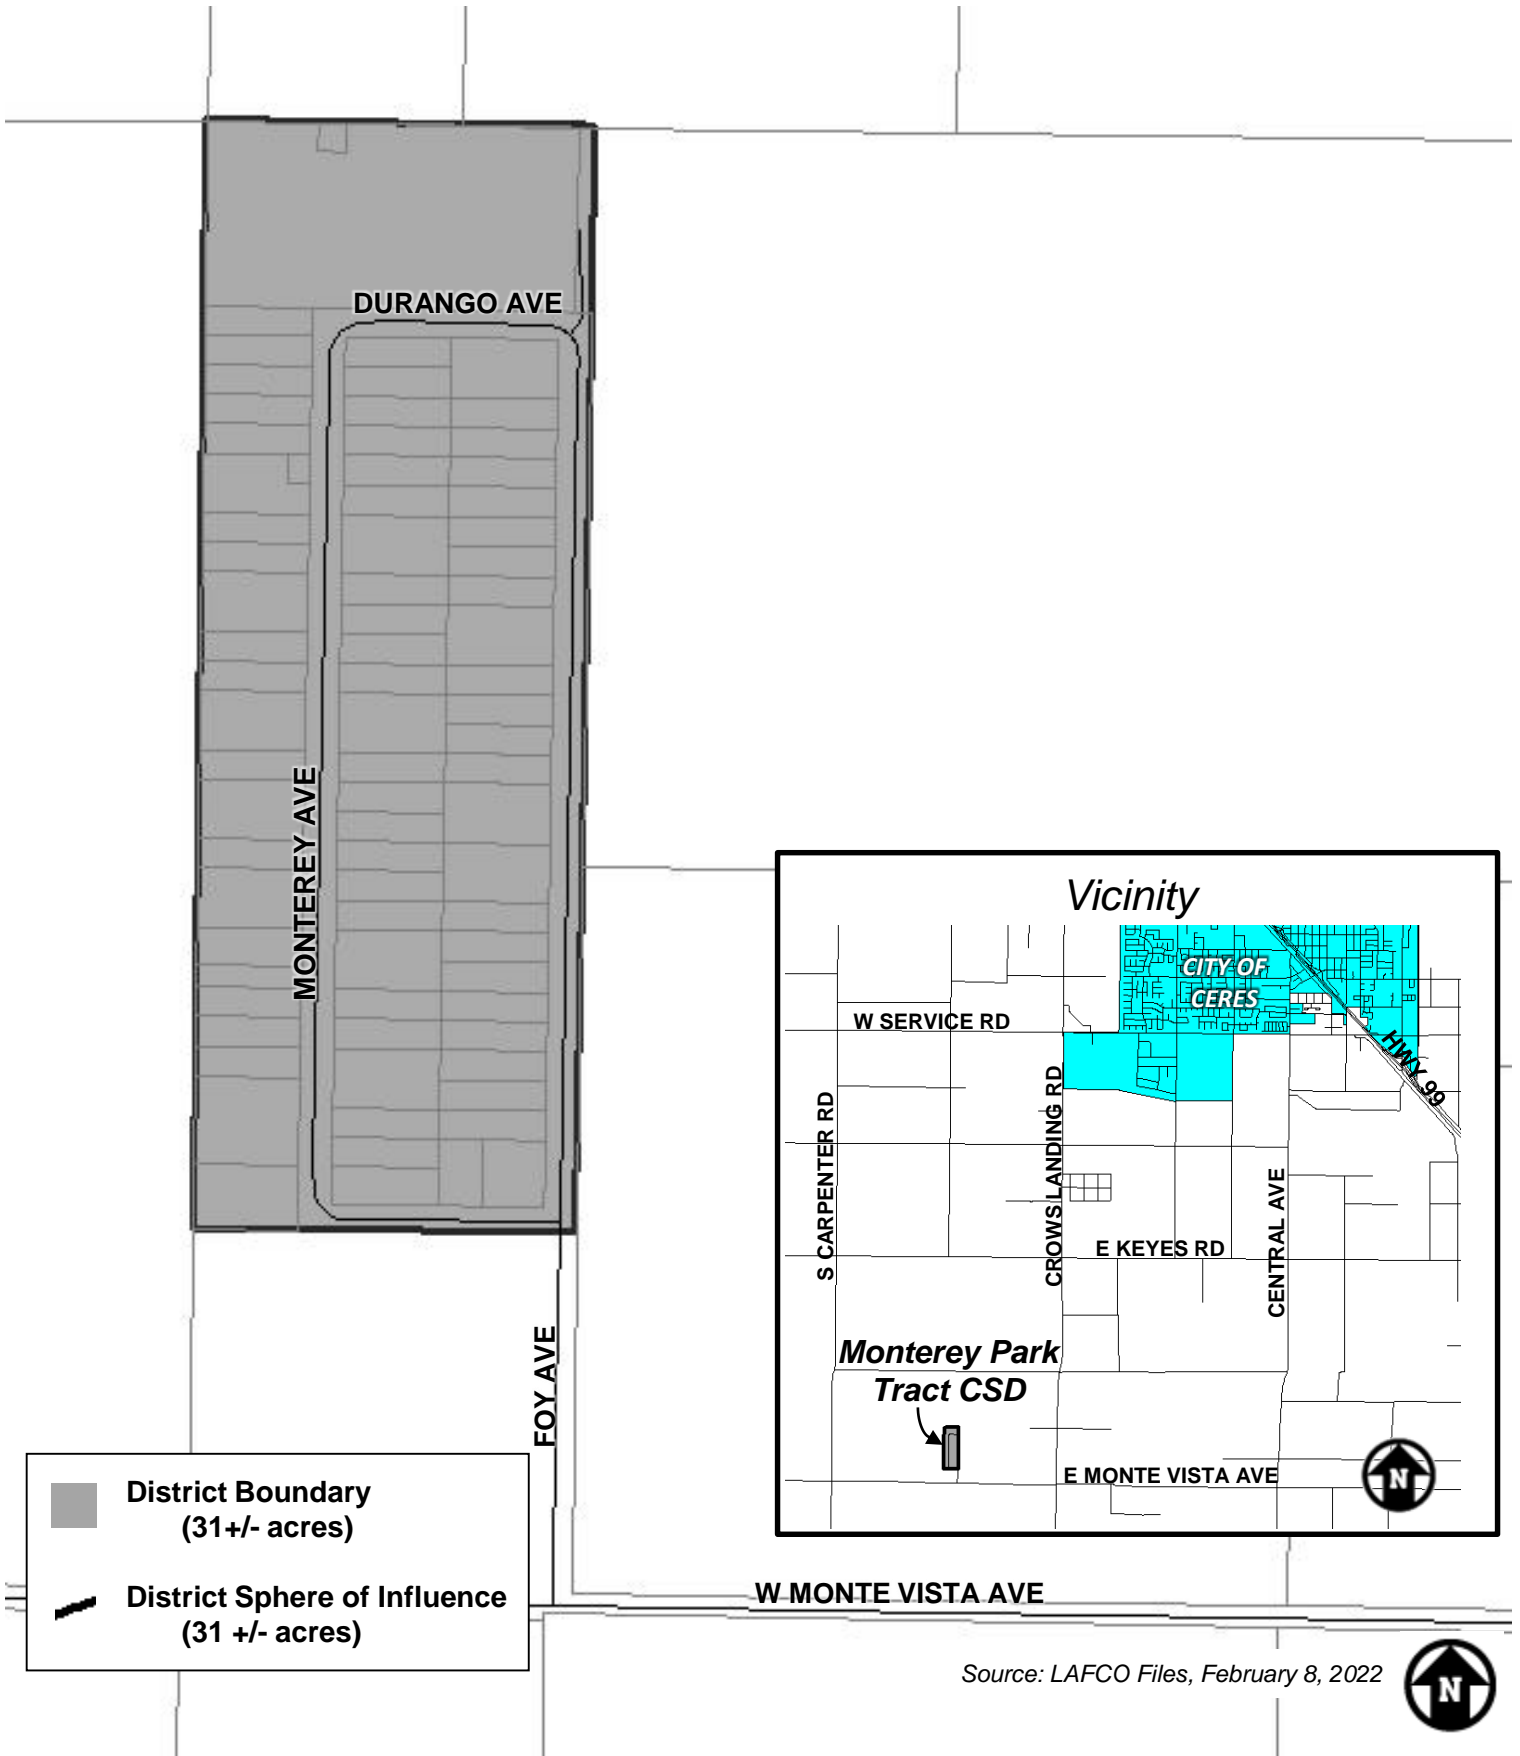 DURANGO AVE
MONTEREY AVE
FOY AVE
Vicinity
CITY OF
CERES
W SERVICE RD
HWY 99
S CARPENTER RD
CROWS LANDING RD
CENTRAL AVE
E KEYES RD
Monterey Park
Tract CSD
E MONTE VISTA AVE
N
District Boundary
(31+/- acres)
District Sphere of Influence
(31 +/- acres)
W MONTE VISTA AVE
Source: LAFCO Files, February 8, 2022
N